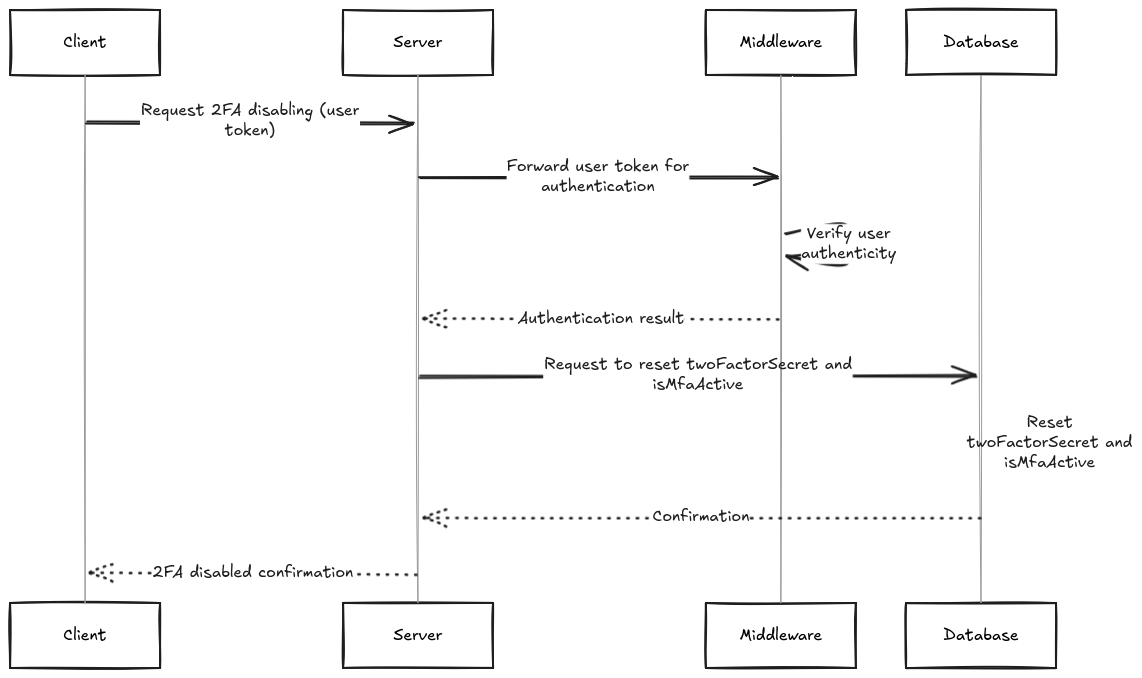 Client
Server
Middleware
Database
Request 2FA disabling (user
token)
Forward user token for
authentication
Verify user
authenticity
Authentication result
Request to reset twoFactorSecret and
isMfaActive
Reset
twoFactorSecret and
isMfaActive
Confirmation
2FA disabled confirmation
Client
Server
Middleware
Database